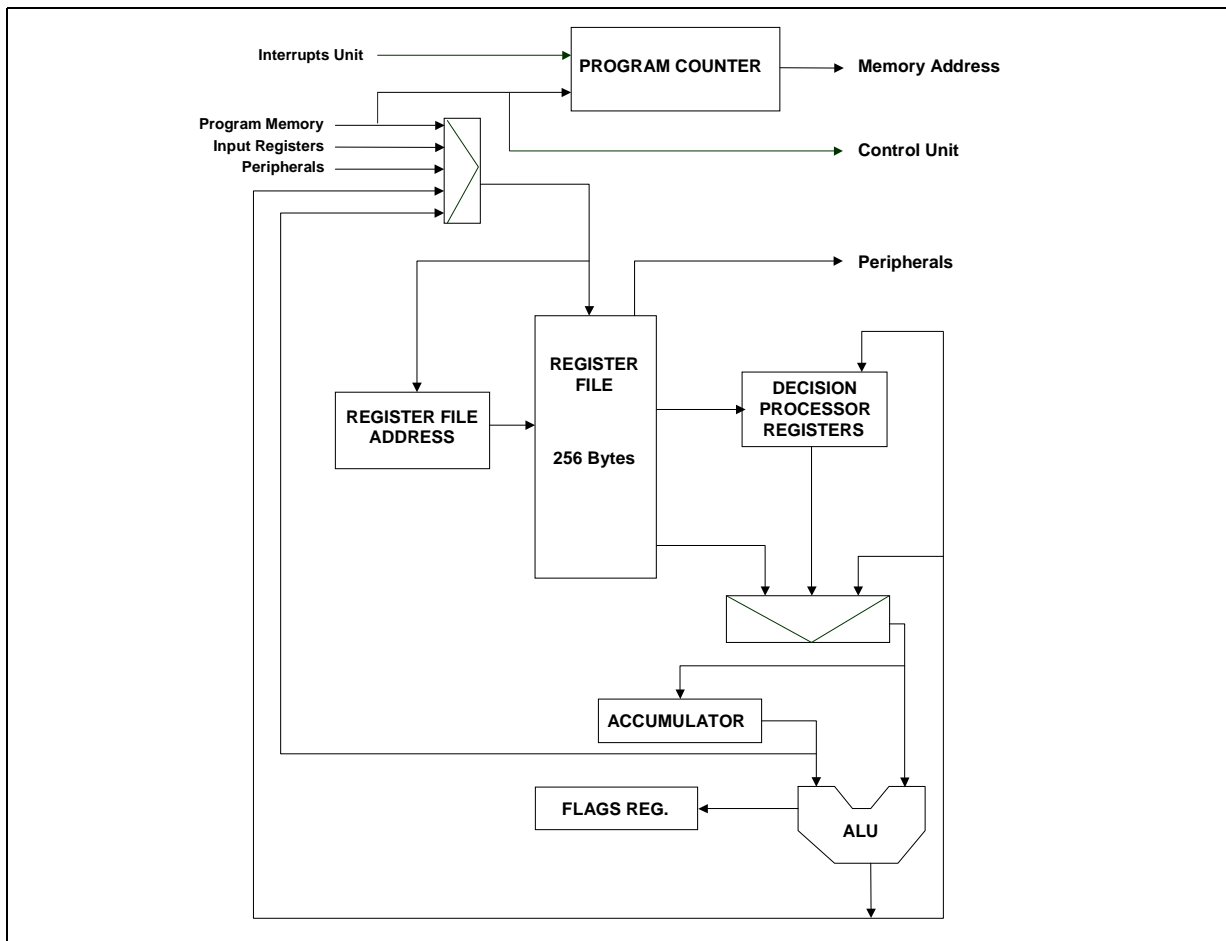 Interrupts Unit
PROGRAM COUNTER
Memory Address
Program Memory
Input Registers
Peripherals
Control Unit
Peripherals
REGISTER
FILE
256 Bytes
REGISTER FILE
ADDRESS
DECISION
PROCESSOR
REGISTERS
ACCUMULATOR
FLAGS REG.
ALU